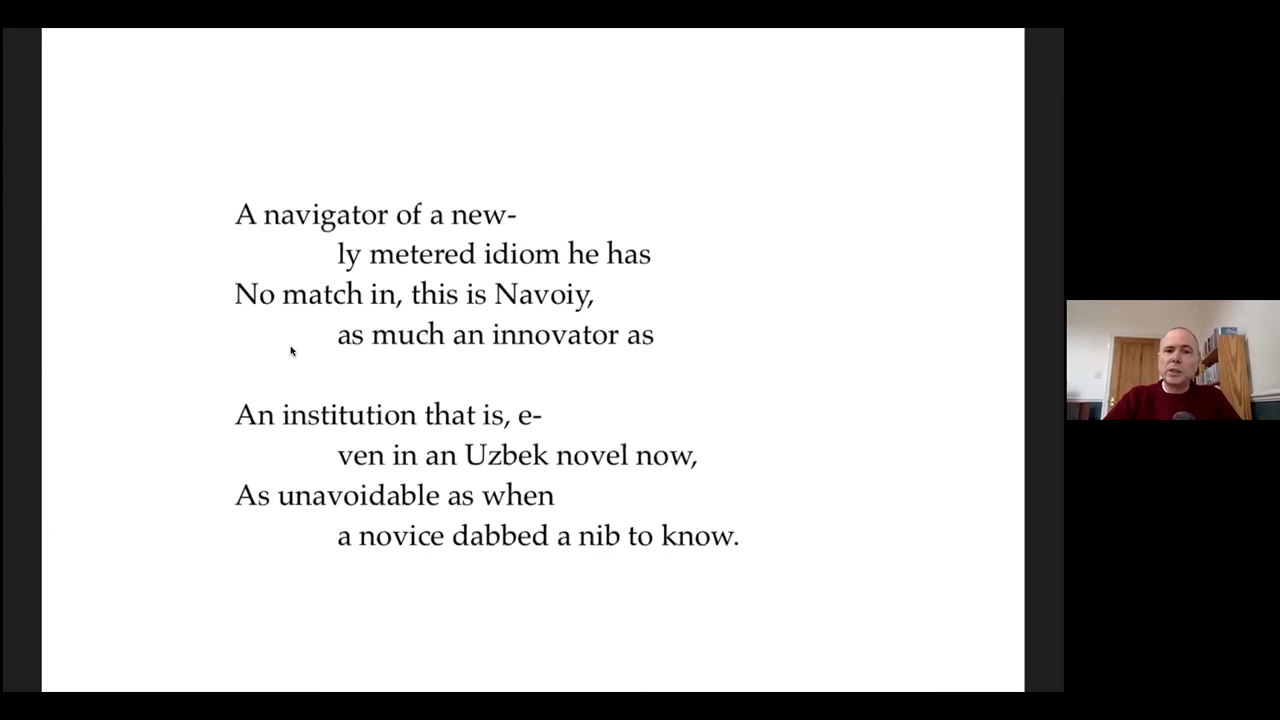 A navigator of a new-
ly metered idiom he has
No match in, this is Navoiy,
as much an innovator as
An institution that is, e-
ven in an Uzbek novel now,
As unavoidable as when
a novice dabbed a nib to know.